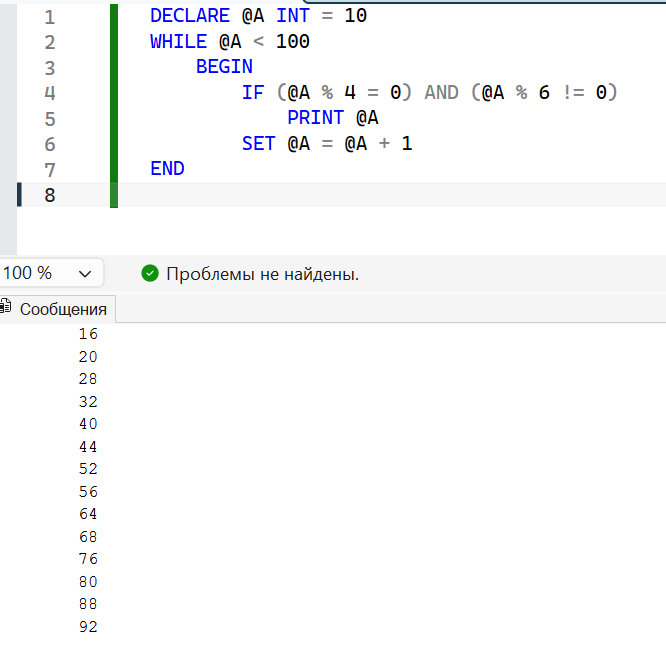 1 DECLARE @A INT = 10
2 WHILE @A < 100
3 BEGIN
4 IF (@A % 4 = 0) AND (@A % 6 != 0)
5 PRINT @A
6 SET @A = @A + 1
7 END
8
100 % Проблемы не найдены.
Сообщения
16
20
28
32
40
44
52
56
64
68
76
80
88
92